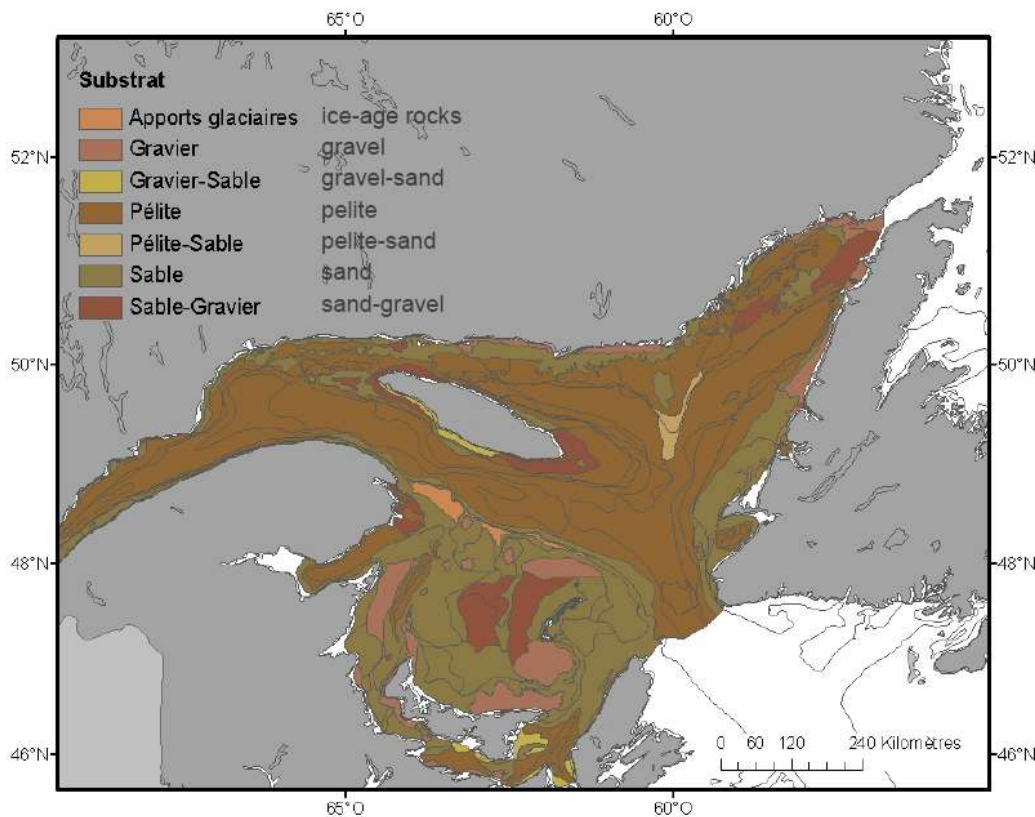 65°O 60°O
Substrat
Apports glaciaires ice-age rocks
Gravier gravel
52°N 52°N
Gravier-Sable gravel-sand
Pélite pelite
Pélite-Sable pelite-sand
Sable sand
Sable-Gravier sand-gravel
50°N 50°N
48°N 48°N
0 60 120 240 Kilomètres
46°N 46°N
65°O 60°O